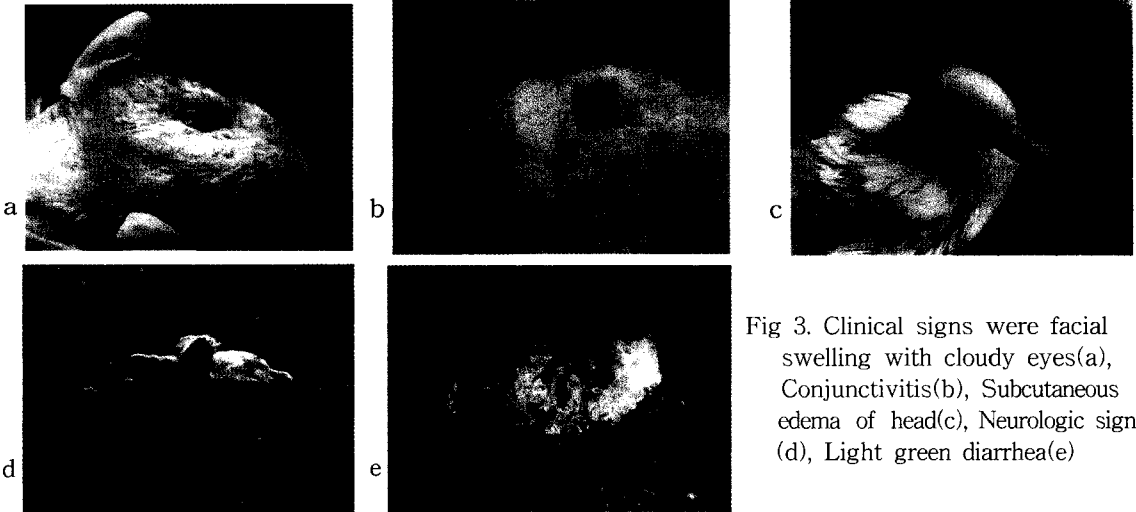 a
b
c
d
e
Fig 3. Clinical signs were facial
swelling with cloudy eyes(a),
Conjunctivitis(b), Subcutaneous
edema of head(c), Neurologic sign
(d), Light green diarrhea(e)